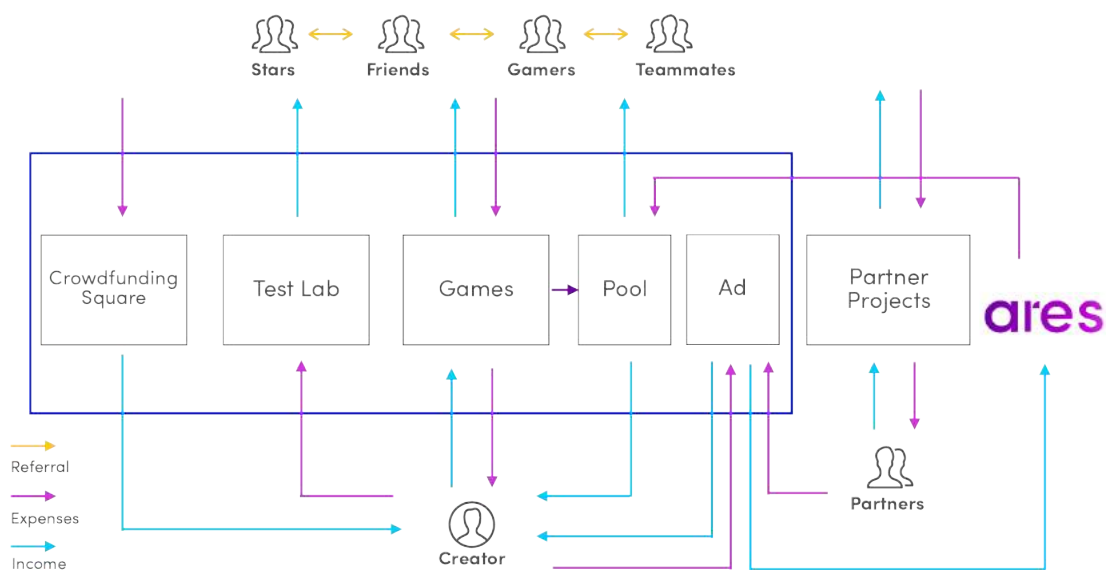 Stars
Friends
Gamers
Teammates
Crowdfunding
Square
Test Lab
Games
Pool
Ad
Partner
Projects
ares
Referral
Expenses
Income
Creator
Partners